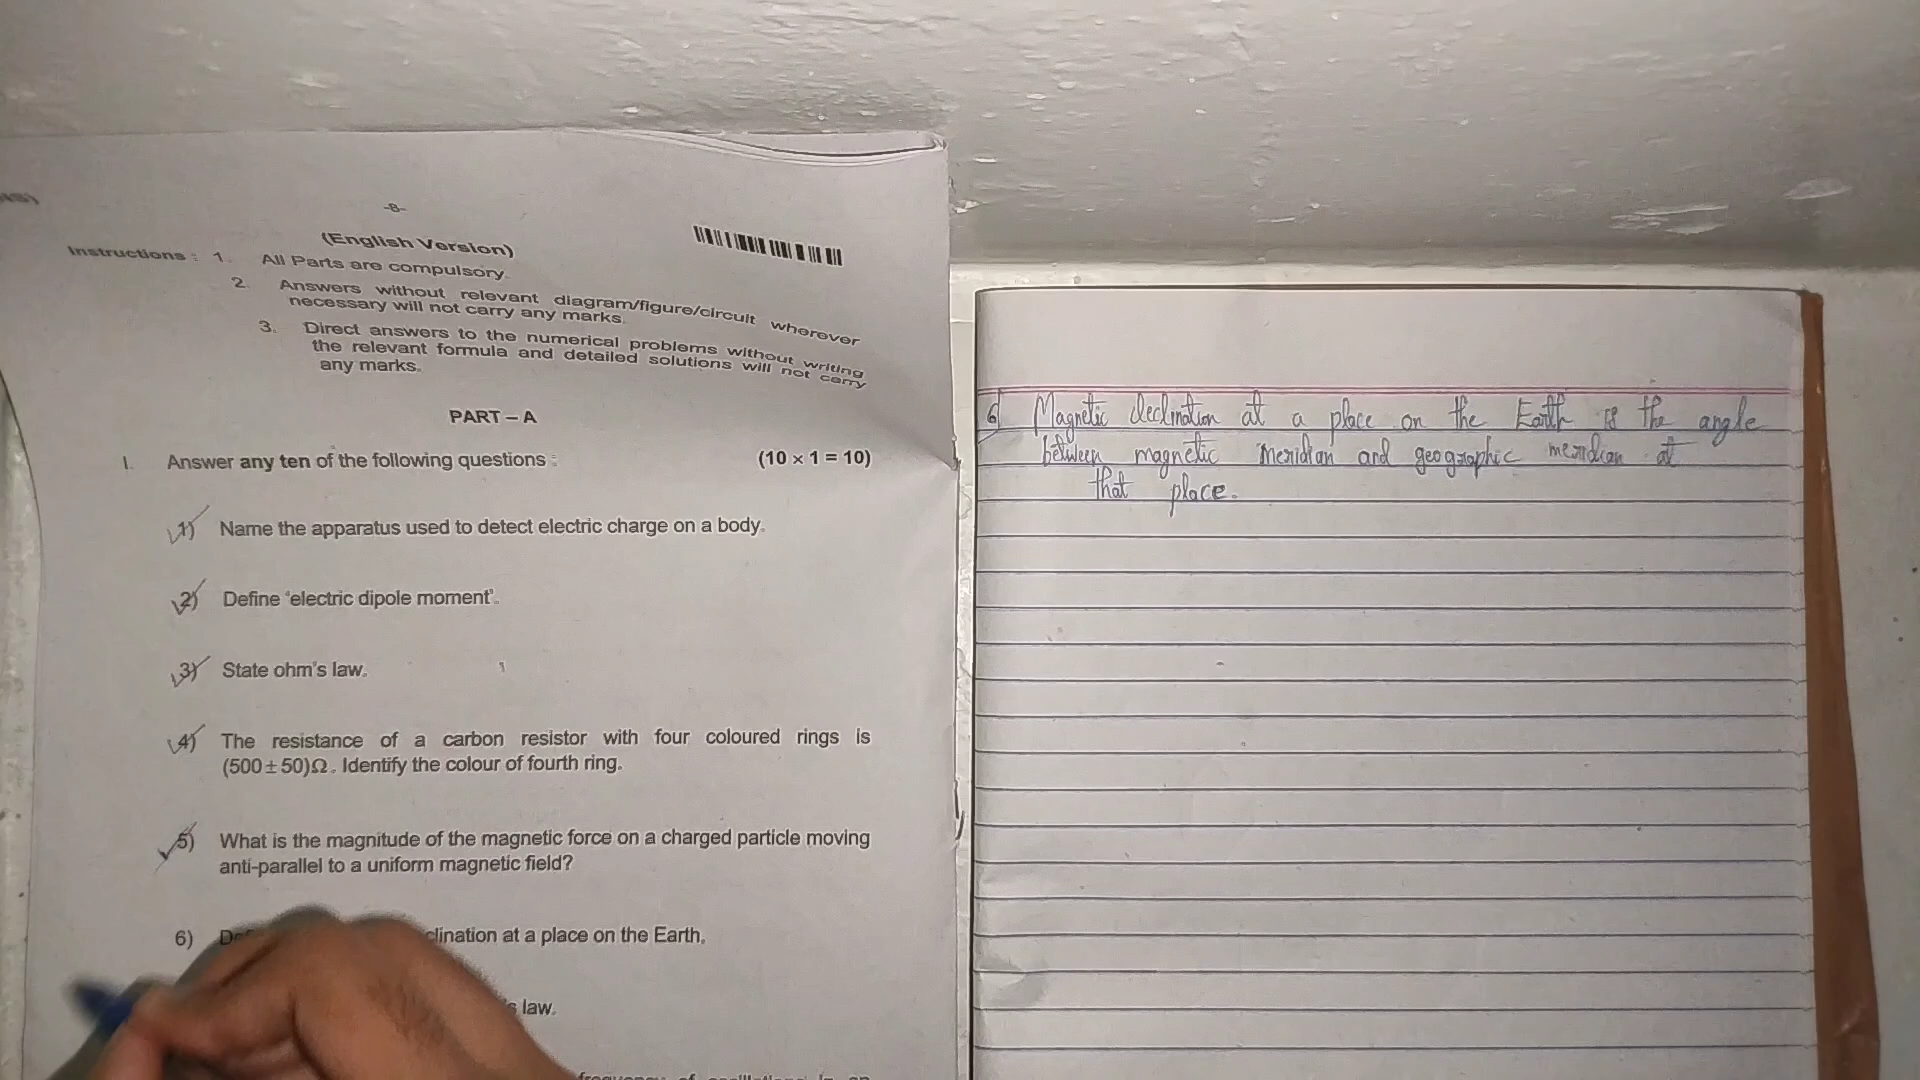 -8-
(English Version)
Instructions : 1. All Parts are compulsory.
2. Answers without relevant diagram/figure/circuit wherever
necessary will not carry any marks.
3. Direct answers to the numerical problems without writing
the relevant formula and detailed solutions will not carry
any marks.
PART – A
I. Answer any ten of the following questions : (10 × 1 = 10)
1) Name the apparatus used to detect electric charge on a body.
2) Define 'electric dipole moment'.
3) State ohm's law.
4) The resistance of a carbon resistor with four coloured rings is
(500 ± 50)Ω. Identify the colour of fourth ring.
5) What is the magnitude of the magnetic force on a charged particle moving
anti-parallel to a uniform magnetic field?
6) clination at a place on the Earth.
law.
6) Magnetic declination at a place on the Earth is the angle
between magnetic meridian and geographic meridian at
that place.